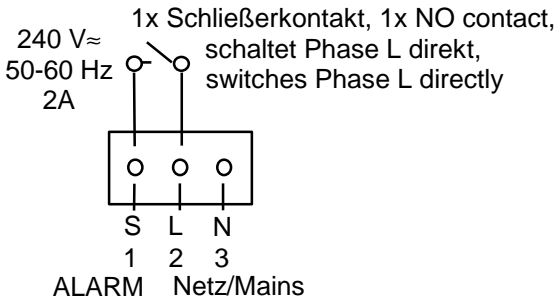 1x Schließerkontakt, 1x NO contact,
schaltet Phase L direkt,
switches Phase L directly
240 V≈
50-60 Hz
2A
S L N
1 2 3
ALARM Netz/Mains